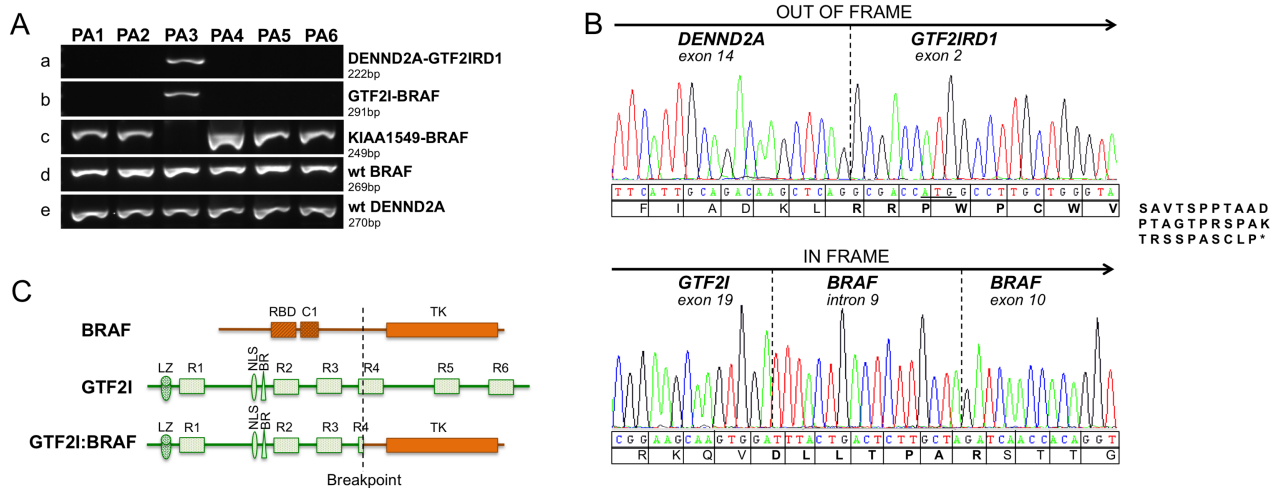 A
PA1 PA2 PA3 PA4 PA5 PA6
a
DENND2A-GTF2IRD1
222bp
b
GTF2I-BRAF
291bp
c
KIAA1549-BRAF
249bp
d
wt BRAF
269bp
e
wt DENND2A
270bp
B
OUT OF FRAME
DENND2A GTF2IRD1
exon 14 exon 2
TTCATTGCAGACAAGCTCAGGCGACCATGGCCTTGCTGGGTA
F I A D K L R R P W P C W V
SAVTSPPTAAD
PTAGTPRSPAK
TRSSPASCLP*
IN FRAME
GTF2I BRAF BRAF
exon 19 intron 9 exon 10
CGGAAGCAAGTGGATTTACTGACTCTTGCTAGATCAACCACAGGT
R K Q V D L L T P A R S T T G
C
RBD C1 TK
BRAF
LZ R1 NLS BR R2 R3 R4 R5 R6
GTF2I
LZ R1 NLS BR R2 R3 R4 TK
GTF2I:BRAF
Breakpoint